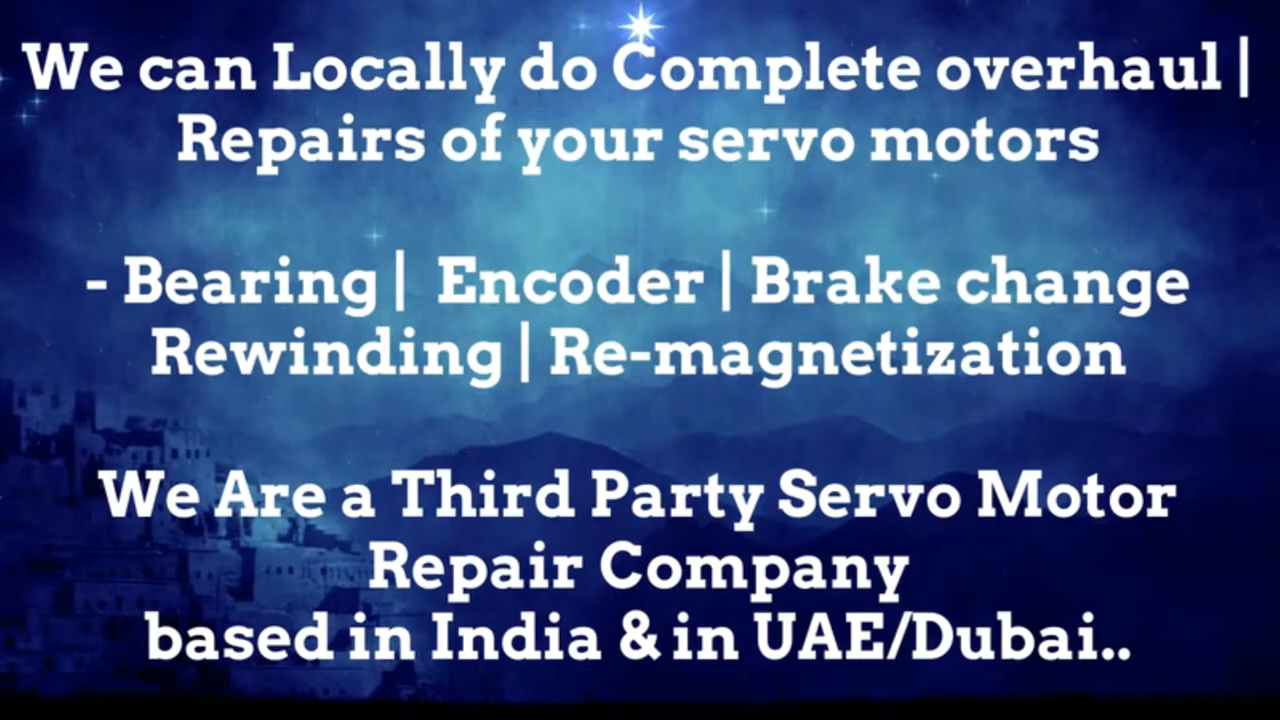 We can Locally do Complete overhaul |
Repairs of your servo motors
- Bearing | Encoder | Brake change
Rewinding | Re-magnetization
We Are a Third Party Servo Motor
Repair Company
based in India & in UAE/Dubai..